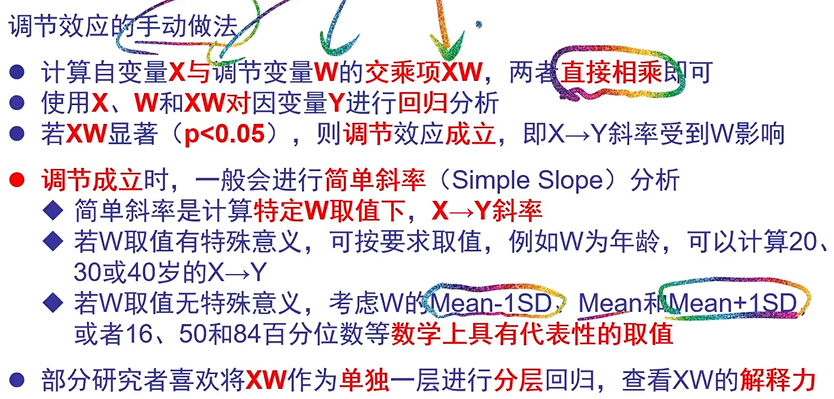 调节效应的手动做法
● 计算自变量X与调节变量W的交乘项XW，两者直接相乘即可
● 使用X、W和XW对因变量Y进行回归分析
● 若XW显著（p<0.05），则调节效应成立，即X→Y斜率受到W影响
● 调节成立时，一般会进行简单斜率（Simple Slope）分析
◆ 简单斜率是计算特定W取值下，X→Y斜率
◆ 若W取值有特殊意义，可按要求取值，例如W为年龄，可以计算20、
30或40岁的X→Y
◆ 若W取值无特殊意义，考虑W的Mean-1SD，Mean和Mean+1SD，
或者16、50和84百分位数等数学上具有代表性的取值
● 部分研究者喜欢将XW作为单独一层进行分层回归，查看XW的解释力